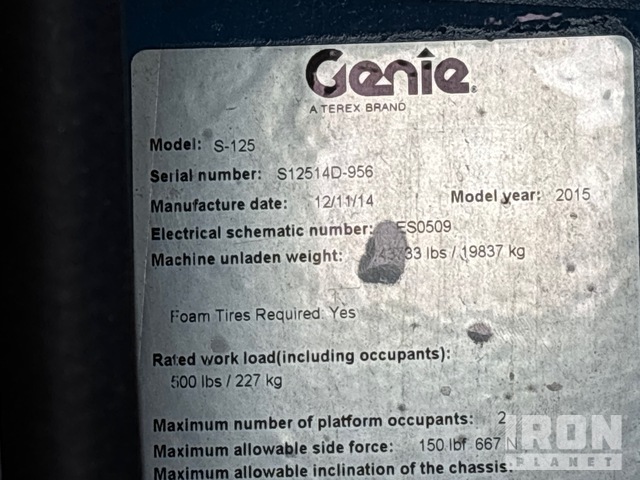 Genie
A TEREX BRAND
Model: S-125
Serial number: S12514D-956
Manufacture date: 12/11/14 Model year: 2015
Electrical schematic number: ES0509
Machine unladen weight: 43733 lbs / 19837 kg
Foam Tires Required: Yes
Rated work load(including occupants):
500 lbs / 227 kg
Maximum number of platform occupants: 2
Maximum allowable side force: 150 lbf 667 N
Maximum allowable inclination of the chassis:
IRON
PLANET